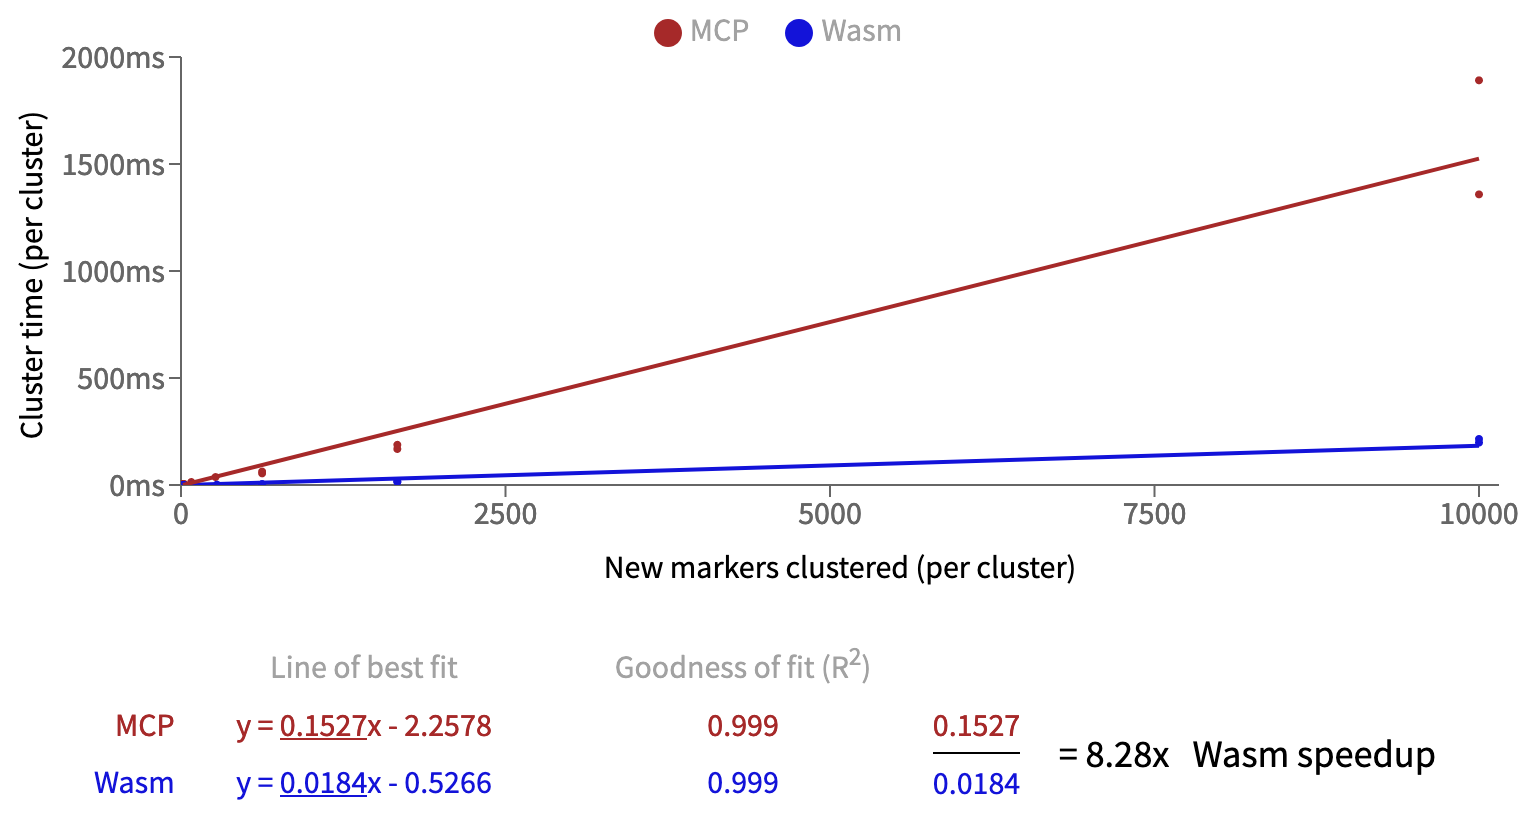 MCP Wasm
2000ms
1500ms
1000ms
500ms
0ms
Cluster time (per cluster)
0 2500 5000 7500 10000
New markers clustered (per cluster)
Line of best fit Goodness of fit (R²)
MCP y = 0.1527x - 2.2578 0.999 0.1527
= 8.28x Wasm speedup
Wasm y = 0.0184x - 0.5266 0.999 0.0184